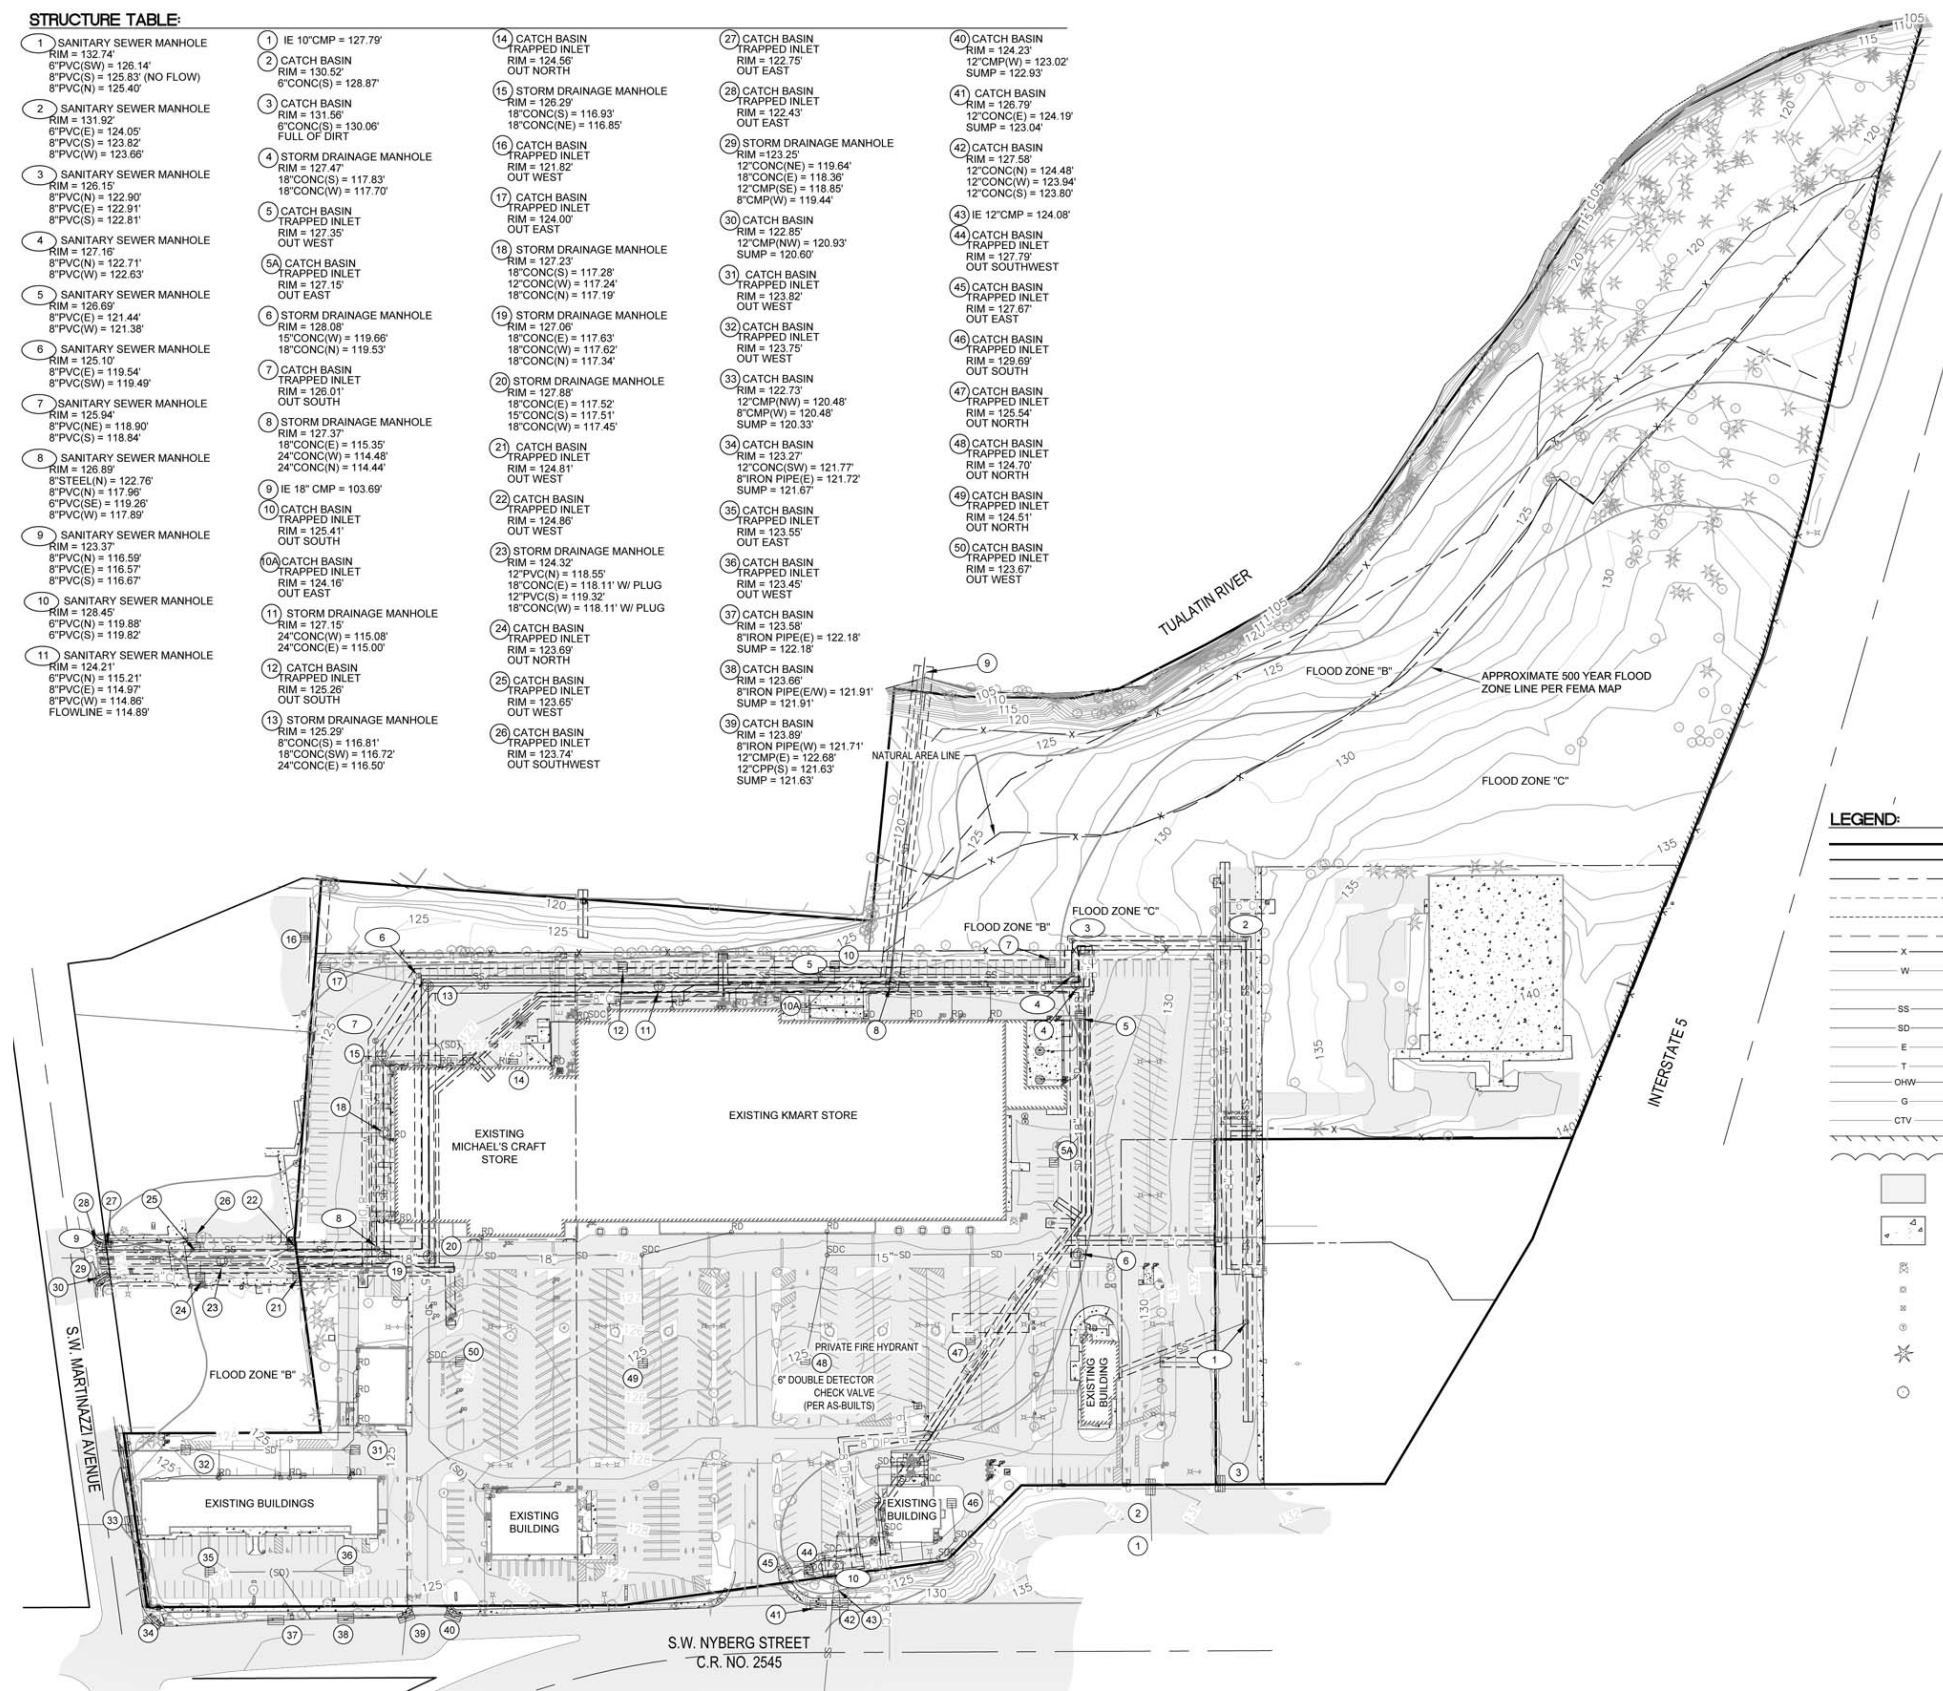 STRUCTURE TABLE:
1 SANITARY SEWER MANHOLE
RIM = 132.74'
6"PVC(SW) = 126.14'
8"PVC(S) = 125.83' (NO FLOW)
8"PVC(N) = 125.40'
2 SANITARY SEWER MANHOLE
RIM = 131.92'
6"PVC(E) = 124.05'
8"PVC(S) = 123.82'
8"PVC(W) = 123.66'
3 SANITARY SEWER MANHOLE
RIM = 126.15'
8"PVC(N) = 122.90'
8"PVC(E) = 122.91'
8"PVC(S) = 122.81'
4 SANITARY SEWER MANHOLE
RIM = 127.16'
8"PVC(N) = 122.71'
8"PVC(W) = 122.63'
5 SANITARY SEWER MANHOLE
RIM = 126.69'
8"PVC(E) = 121.44'
8"PVC(W) = 121.38'
6 SANITARY SEWER MANHOLE
RIM = 125.10'
8"PVC(E) = 119.54'
8"PVC(SW) = 119.49'
7 SANITARY SEWER MANHOLE
RIM = 125.94'
8"PVC(NE) = 118.90'
8"PVC(S) = 118.84'
8 SANITARY SEWER MANHOLE
RIM = 126.89'
8"STEEL(N) = 122.76'
8"PVC(N) = 117.96'
6"PVC(SE) = 119.26'
8"PVC(W) = 117.89'
9 SANITARY SEWER MANHOLE
RIM = 123.37'
8"PVC(N) = 116.59'
8"PVC(E) = 116.57'
8"PVC(S) = 116.67'
10 SANITARY SEWER MANHOLE
RIM = 128.45'
6"PVC(N) = 119.88'
6"PVC(S) = 119.82'
11 SANITARY SEWER MANHOLE
RIM = 124.21'
6"PVC(N) = 115.21'
8"PVC(E) = 114.97'
8"PVC(W) = 114.86'
FLOWLINE = 114.89'
1 IE 10"CMP = 127.79'
2 CATCH BASIN
RIM = 130.52'
6"CONC(S) = 128.87'
3 CATCH BASIN
RIM = 131.56'
6"CONC(S) = 130.06'
FULL OF DIRT
4 STORM DRAINAGE MANHOLE
RIM = 127.47'
18"CONC(S) = 117.83'
18"CONC(W) = 117.70'
5 CATCH BASIN
TRAPPED INLET
RIM = 127.35'
OUT WEST
5A CATCH BASIN
TRAPPED INLET
RIM = 127.15'
OUT EAST
6 STORM DRAINAGE MANHOLE
RIM = 128.08'
15"CONC(W) = 119.66'
18"CONC(N) = 119.53'
7 CATCH BASIN
TRAPPED INLET
RIM = 126.01'
OUT SOUTH
8 STORM DRAINAGE MANHOLE
RIM = 127.37'
18"CONC(E) = 115.35'
24"CONC(W) = 114.48'
24"CONC(N) = 114.44'
9 IE 18" CMP = 103.69'
10 CATCH BASIN
TRAPPED INLET
RIM = 125.41'
OUT SOUTH
10A CATCH BASIN
TRAPPED INLET
RIM = 124.16'
OUT EAST
11 STORM DRAINAGE MANHOLE
RIM = 127.15'
24"CONC(W) = 115.08'
24"CONC(E) = 115.00'
12 CATCH BASIN
TRAPPED INLET
RIM = 125.26'
OUT SOUTH
13 STORM DRAINAGE MANHOLE
RIM = 125.29'
8"CONC(S) = 116.81'
18"CONC(SW) = 116.72'
24"CONC(E) = 116.50'
14 CATCH BASIN
TRAPPED INLET
RIM = 124.56'
OUT NORTH
15 STORM DRAINAGE MANHOLE
RIM = 126.29'
18"CONC(S) = 116.93'
18"CONC(NE) = 116.85'
16 CATCH BASIN
TRAPPED INLET
RIM = 121.82'
OUT WEST
17 CATCH BASIN
TRAPPED INLET
RIM = 124.00'
OUT EAST
18 STORM DRAINAGE MANHOLE
RIM = 127.23'
18"CONC(S) = 117.28'
12"CONC(W) = 117.24'
18"CONC(N) = 117.19'
19 STORM DRAINAGE MANHOLE
RIM = 127.06'
18"CONC(E) = 117.63'
18"CONC(W) = 117.62'
18"CONC(N) = 117.34'
20 STORM DRAINAGE MANHOLE
RIM = 127.88'
18"CONC(E) = 117.52'
15"CONC(S) = 117.51'
18"CONC(W) = 117.45'
21 CATCH BASIN
TRAPPED INLET
RIM = 124.81'
OUT WEST
22 CATCH BASIN
TRAPPED INLET
RIM = 124.86'
OUT WEST
23 STORM DRAINAGE MANHOLE
RIM = 124.32'
12"PVC(N) = 118.55'
18"CONC(E) = 118.11' W/ PLUG
12"PVC(S) = 119.32'
18"CONC(W) = 118.11' W/ PLUG
24 CATCH BASIN
TRAPPED INLET
RIM = 123.69'
OUT NORTH
25 CATCH BASIN
TRAPPED INLET
RIM = 123.65'
OUT WEST
26 CATCH BASIN
TRAPPED INLET
RIM = 123.74'
OUT SOUTHWEST
27 CATCH BASIN
TRAPPED INLET
RIM = 122.75'
OUT EAST
28 CATCH BASIN
TRAPPED INLET
RIM = 122.43'
OUT EAST
29 STORM DRAINAGE MANHOLE
RIM =123.25'
12"CONC(NE) = 119.64'
18"CONC(E) = 118.36'
12"CMP(SE) = 118.85'
8"CMP(W) = 119.44'
30 CATCH BASIN
RIM = 122.85'
12"CMP(NW) = 120.93'
SUMP = 120.60'
31 CATCH BASIN
TRAPPED INLET
RIM = 123.82'
OUT WEST
32 CATCH BASIN
TRAPPED INLET
RIM = 123.75'
OUT WEST
33 CATCH BASIN
RIM = 122.73'
12"CMP(NW) = 120.48'
8"CMP(W) = 120.48'
SUMP = 120.33'
34 CATCH BASIN
RIM = 123.27'
12"CONC(SW) = 121.77'
8"IRON PIPE(E) = 121.72'
SUMP = 121.67'
35 CATCH BASIN
TRAPPED INLET
RIM = 123.55'
OUT EAST
36 CATCH BASIN
TRAPPED INLET
RIM = 123.45'
OUT WEST
37 CATCH BASIN
RIM = 123.58'
8"IRON PIPE(E) = 122.18'
SUMP = 122.18'
38 CATCH BASIN
RIM = 123.66'
8"IRON PIPE(E/W) = 121.91'
SUMP = 121.91'
39 CATCH BASIN
RIM = 123.89'
8"IRON PIPE(W) = 121.71'
12"CMP(E) = 122.68'
12"CPP(S) = 121.63'
SUMP = 121.63'
40 CATCH BASIN
RIM = 124.23'
12"CMP(W) = 123.02'
SUMP = 122.93'
41 CATCH BASIN
RIM = 126.79'
12"CONC(E) = 124.19'
SUMP = 123.04'
42 CATCH BASIN
RIM = 127.58'
12"CONC(N) = 124.48'
12"CONC(W) = 123.94'
12"CONC(S) = 123.80'
43 IE 12"CMP = 124.08'
44 CATCH BASIN
TRAPPED INLET
RIM = 127.79'
OUT SOUTHWEST
45 CATCH BASIN
TRAPPED INLET
RIM = 127.67'
OUT EAST
46 CATCH BASIN
TRAPPED INLET
RIM = 129.69'
OUT SOUTH
47 CATCH BASIN
TRAPPED INLET
RIM = 125.54'
OUT NORTH
48 CATCH BASIN
TRAPPED INLET
RIM = 124.70'
OUT NORTH
49 CATCH BASIN
TRAPPED INLET
RIM = 124.51'
OUT NORTH
50 CATCH BASIN
TRAPPED INLET
RIM = 123.67'
OUT WEST
TUALATIN RIVER
FLOOD ZONE "B"
APPROXIMATE 500 YEAR FLOOD
ZONE LINE PER FEMA MAP
NATURAL AREA LINE
FLOOD ZONE "C"
LEGEND:
X
W
SS
SD
E
T
OHW
G
CTV
FLOOD ZONE "C"
FLOOD ZONE "B"
INTERSTATE 5
EXISTING KMART STORE
EXISTING
MICHAEL'S CRAFT
STORE
S.W. MARTINAZZI AVENUE
FLOOD ZONE "B"
PRIVATE FIRE HYDRANT
6" DOUBLE DETECTOR
CHECK VALVE
(PER AS-BUILTS)
EXISTING
BUILDING
EXISTING BUILDINGS
EXISTING
BUILDING
EXISTING
BUILDING
S.W. NYBERG STREET
C.R. NO. 2545